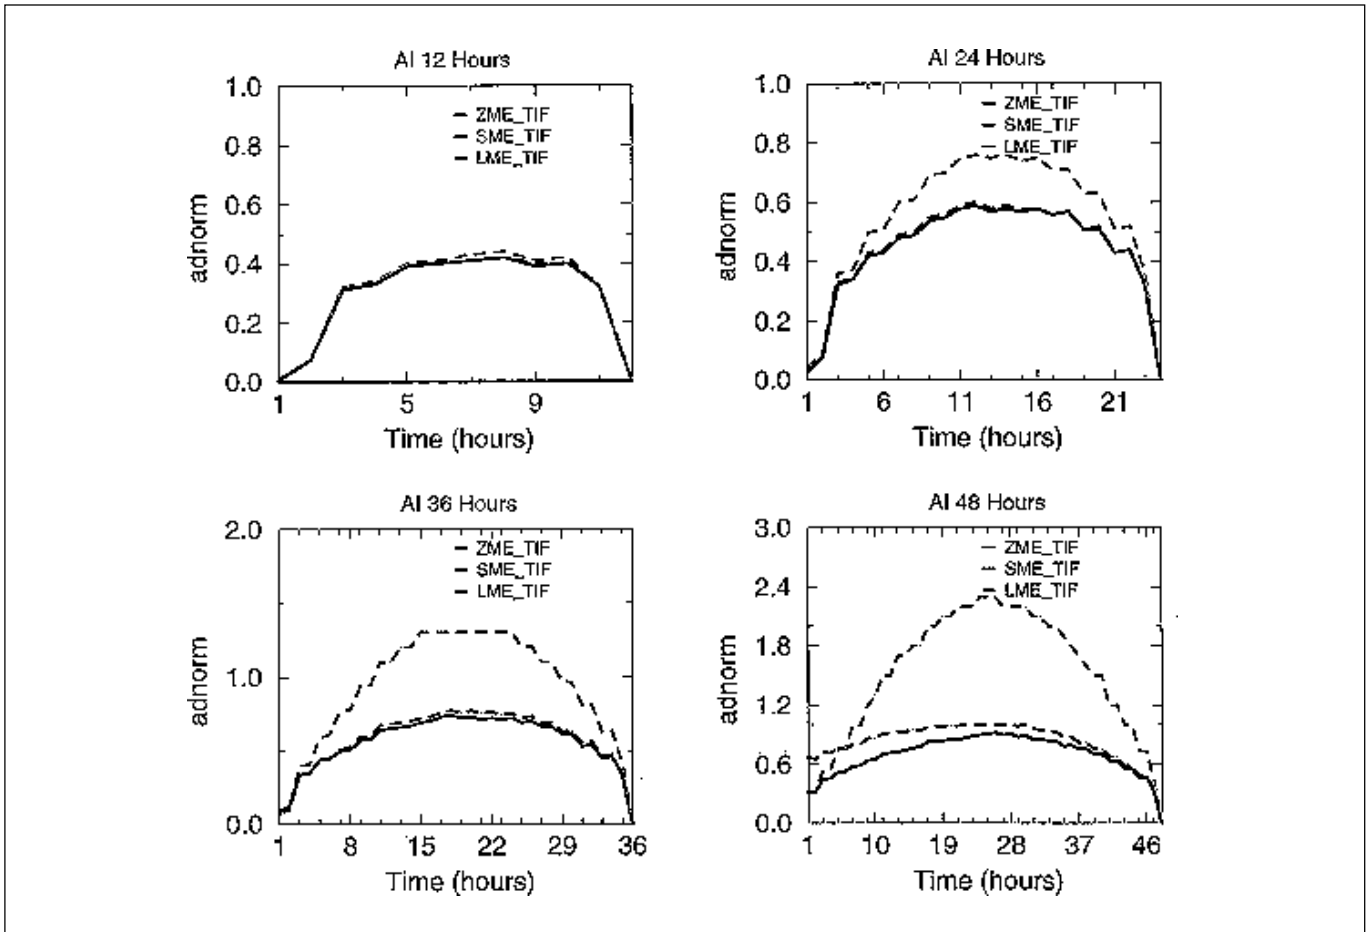 AI 12 Hours
1.0
0.8
0.6
0.4
0.2
0.0
adnorm
ZME_TIF
SME_TIF
LME_TIF
1 5 9
Time (hours)
AI 24 Hours
1.0
0.8
0.6
0.4
0.2
0.0
adnorm
ZME_TIF
SME_TIF
LME_TIF
1 6 11 16 21
Time (hours)
AI 36 Hours
2.0
1.0
0.0
adnorm
ZME_TIF
SME_TIF
LME_TIF
1 8 15 22 29 36
Time (hours)
AI 48 Hours
3.0
2.4
1.8
1.2
0.6
0.0
adnorm
ZME_TIF
SME_TIF
LME_TIF
1 10 19 28 37 46
Time (hours)